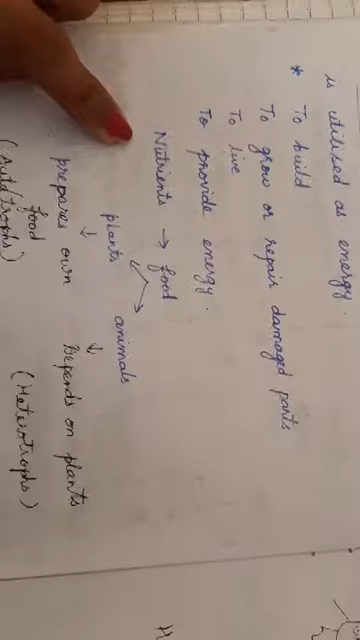 is utilised as energy.
* To build
To grow or repair damaged parts
To live
To provide energy.
Nutrients → food
plants animals
↓ ↓
prepares own Depends on plants
food (Heterotrophs)
(Autotrophs)